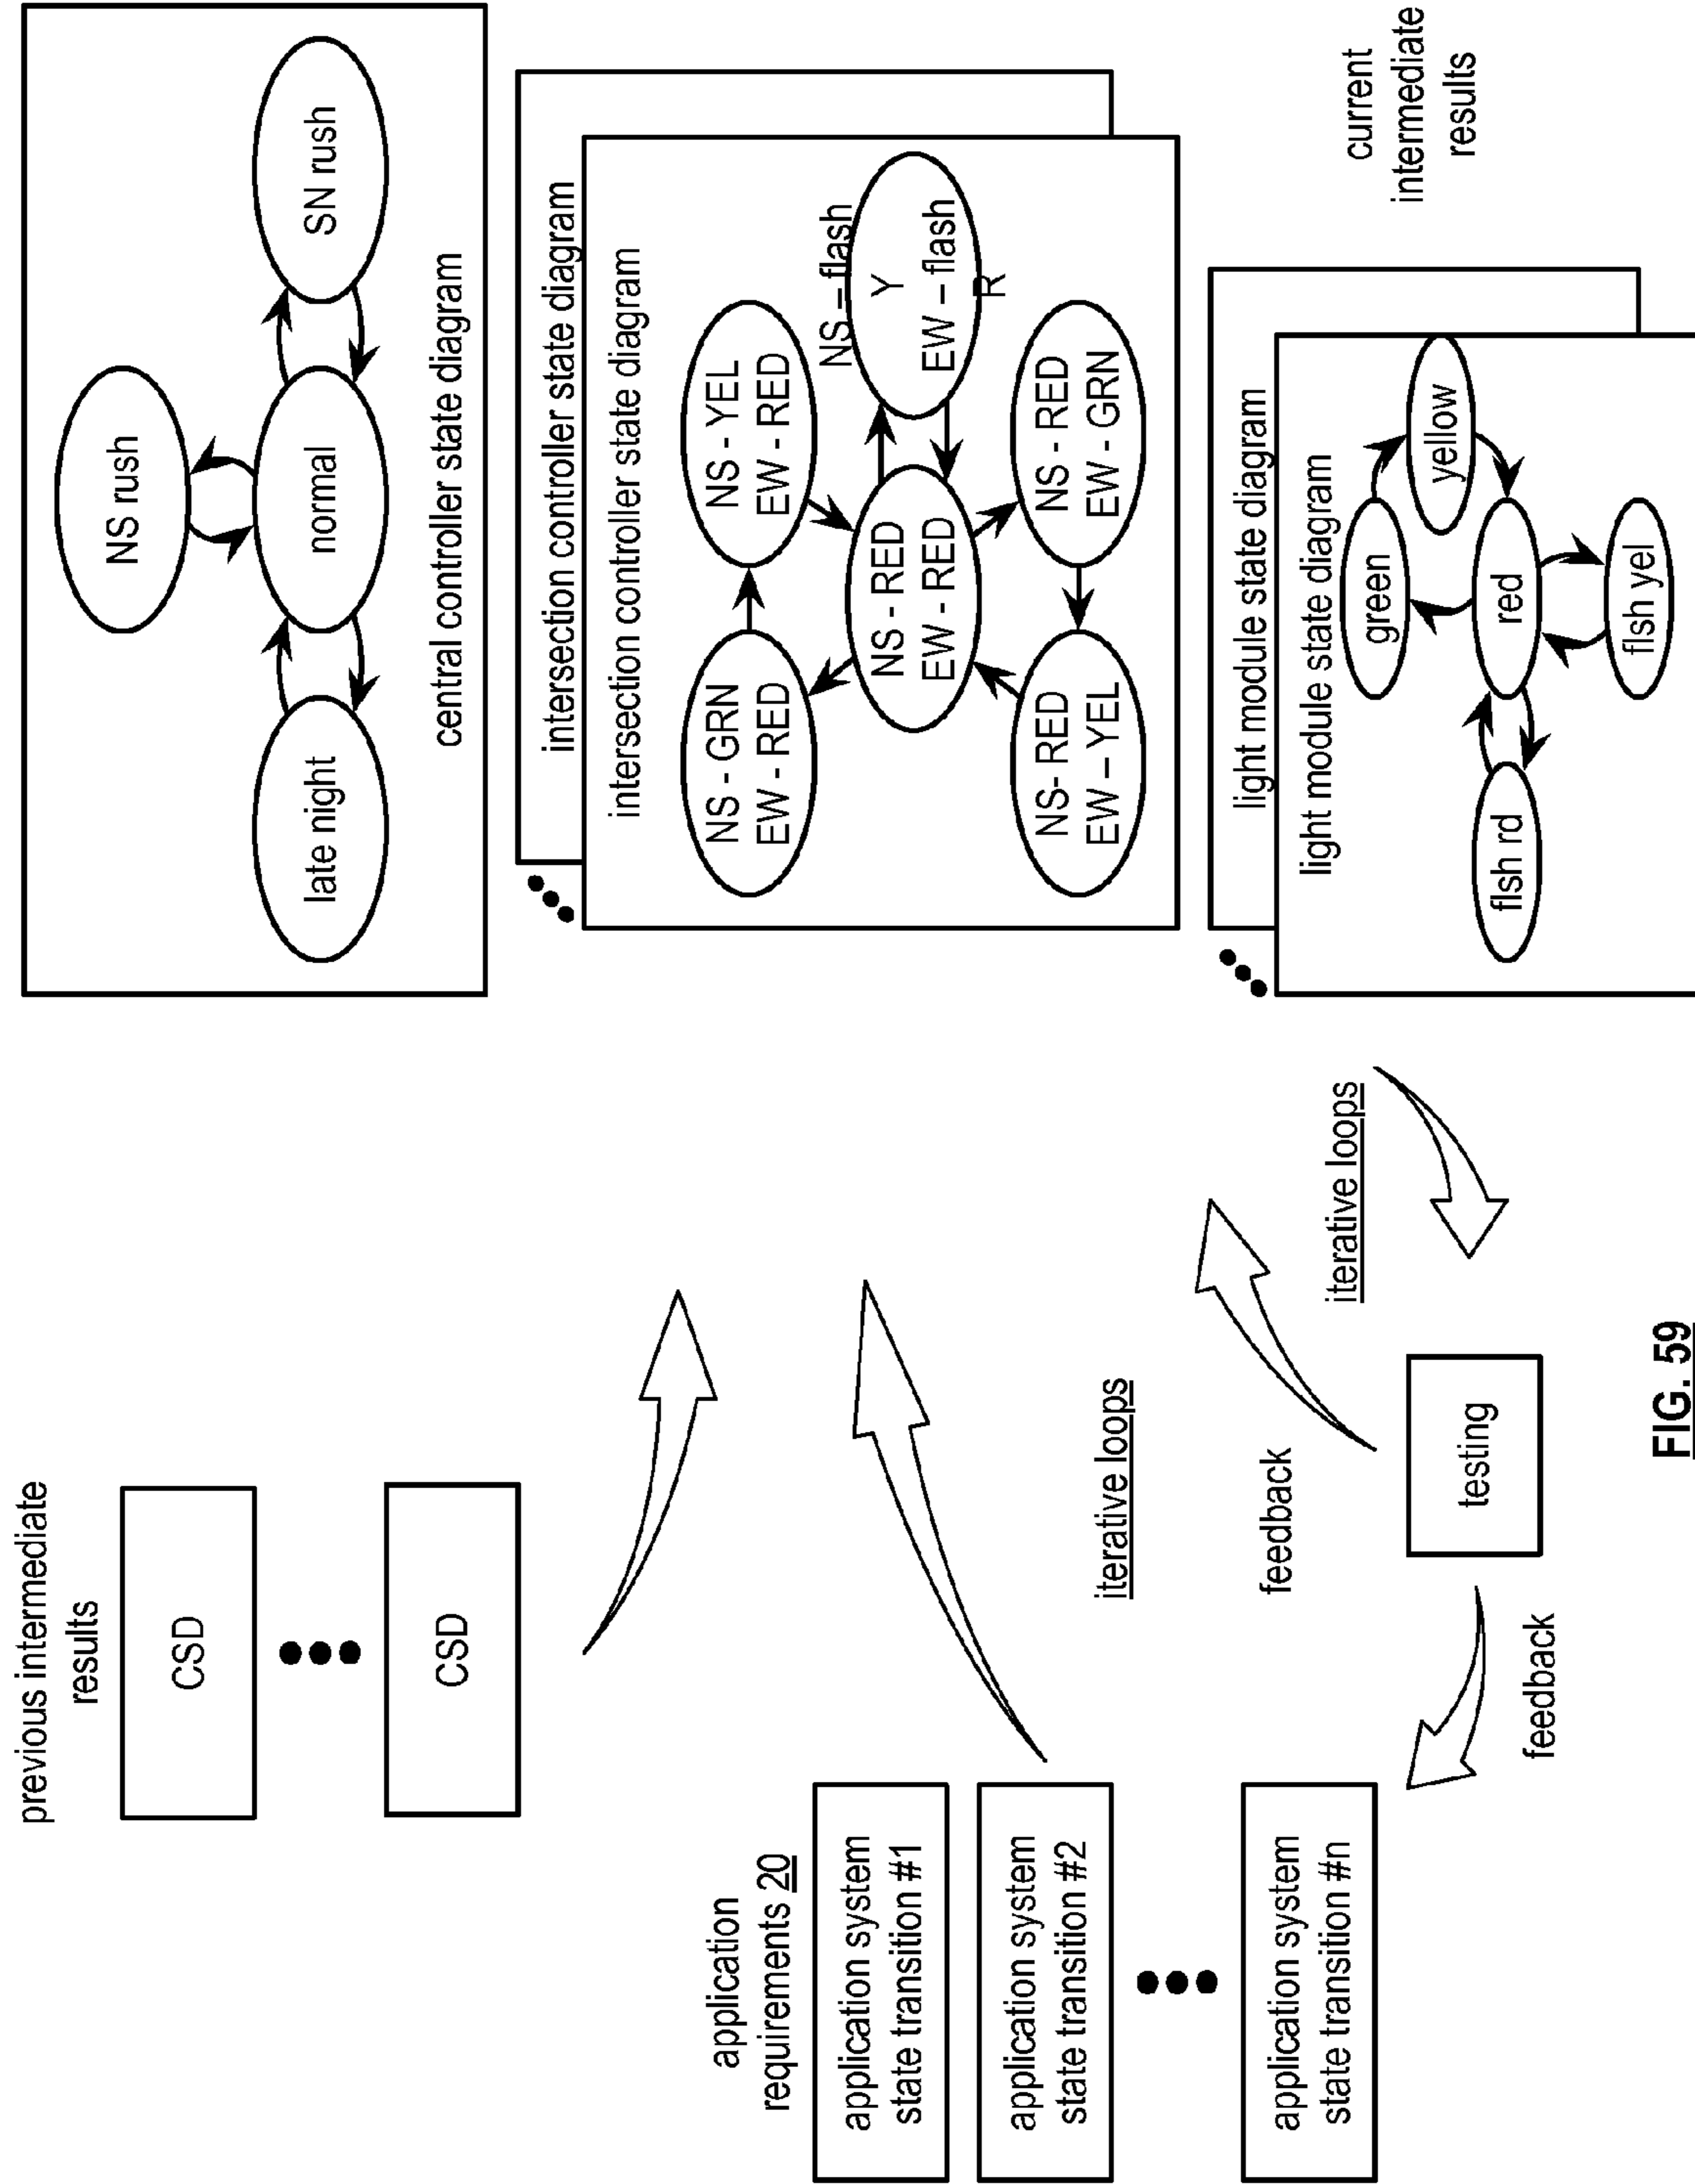 previous intermediate
results
CSD
CSD
application
requirements 20
application system
state transition #1
application system
state transition #2
application system
state transition #n
iterative loops
feedback
testing
feedback
iterative loops
NS rush
late night
normal
SN rush
central controller state diagram
intersection controller state diagram
intersection controller state diagram
NS - GRN
EW - RED
NS - YEL
EW - RED
NS - RED
EW - RED
NS – flash
Y
EW – flash
R
NS- RED
EW – YEL
NS - RED
EW - GRN
light module state diagram
light module state diagram
green
yellow
flsh rd
red
flsh yel
current
intermediate
results
FIG. 59